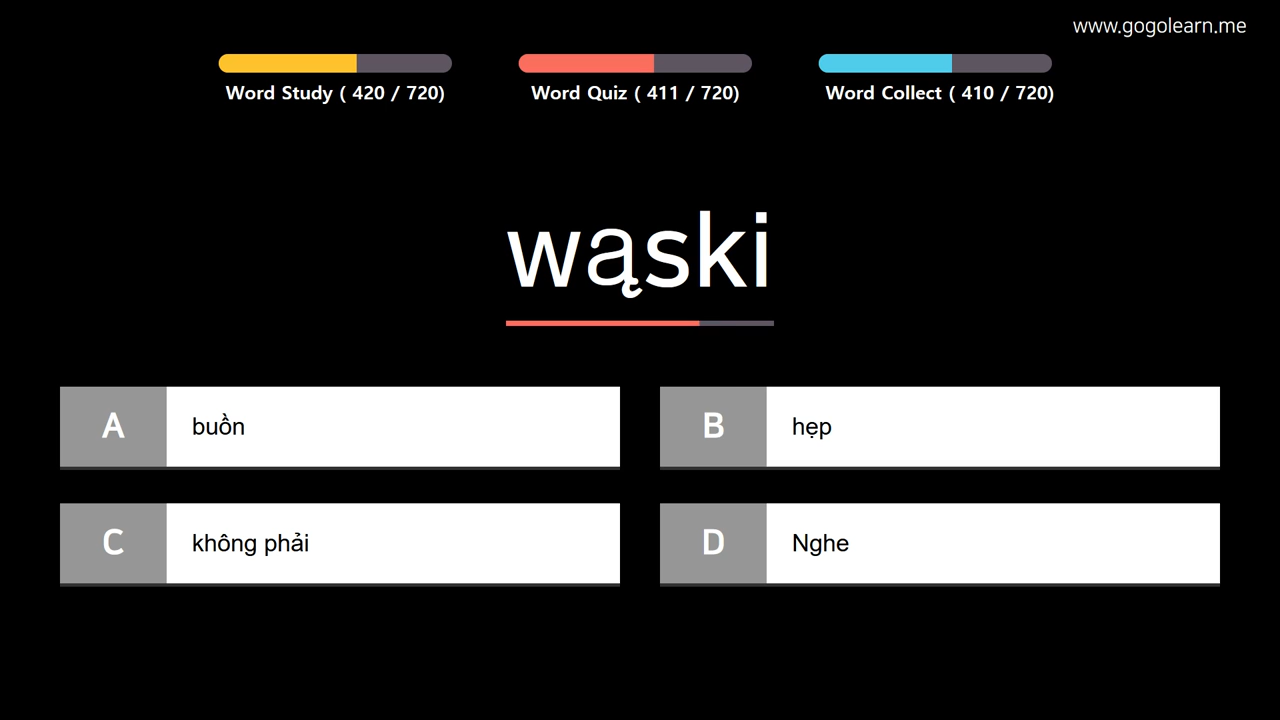 www.gogolearn.me
Word Study ( 420 / 720)
Word Quiz ( 411 / 720)
Word Collect ( 410 / 720)
wąski
A buồn
B hẹp
C không phải
D Nghe